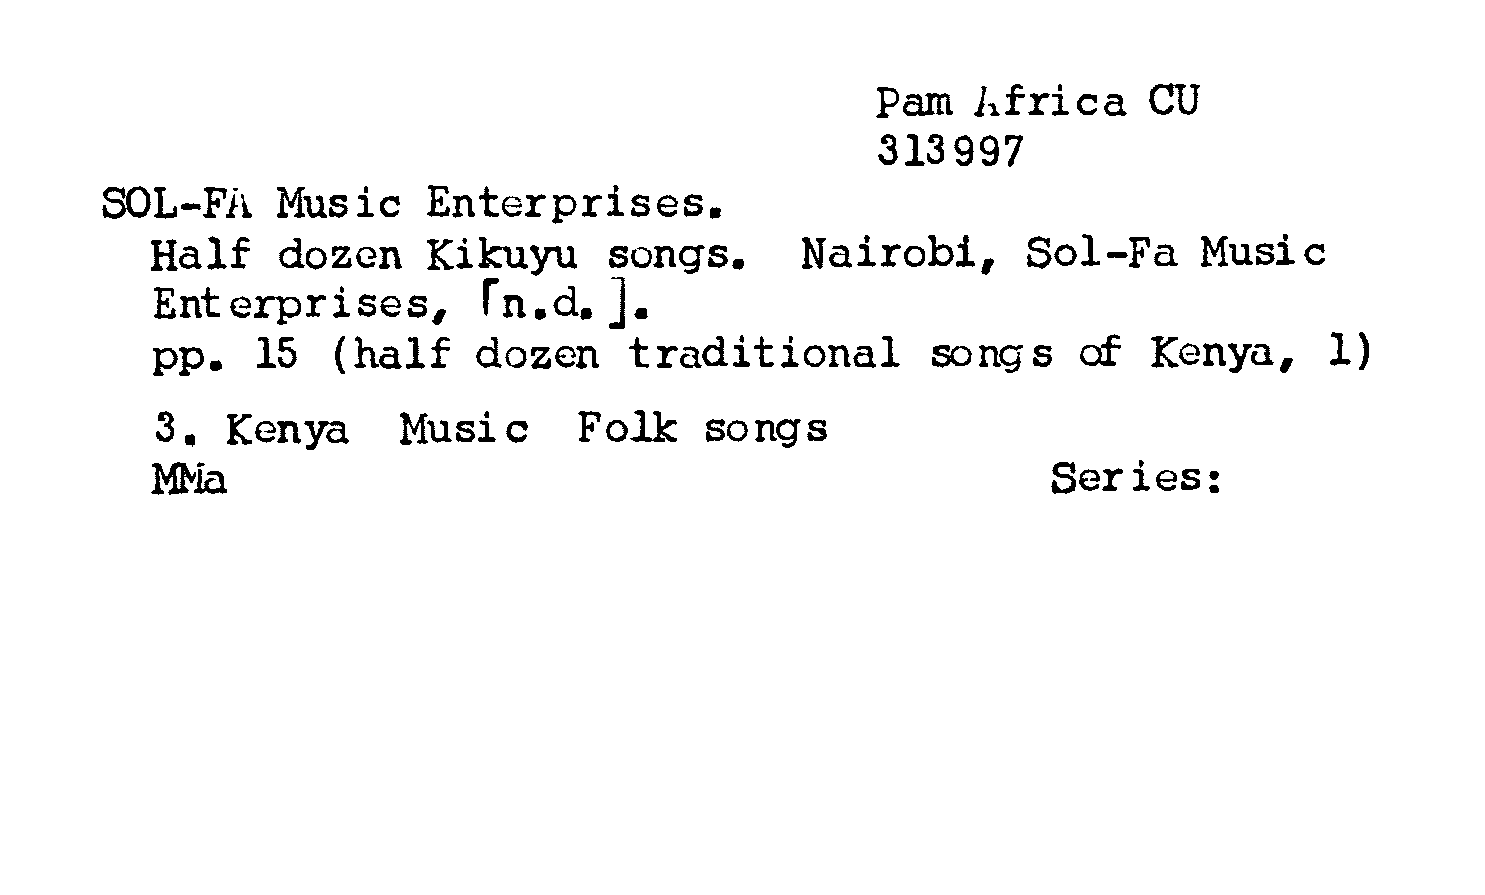 Pam Africa CU
313997
SOL-FA Music Enterprises.
Half dozen Kikuyu songs. Nairobi, Sol-Fa Music
Enterprises, [n.d.].
pp. 15 (half dozen traditional songs of Kenya, 1)
3. Kenya Music Folk songs
MMa Series: